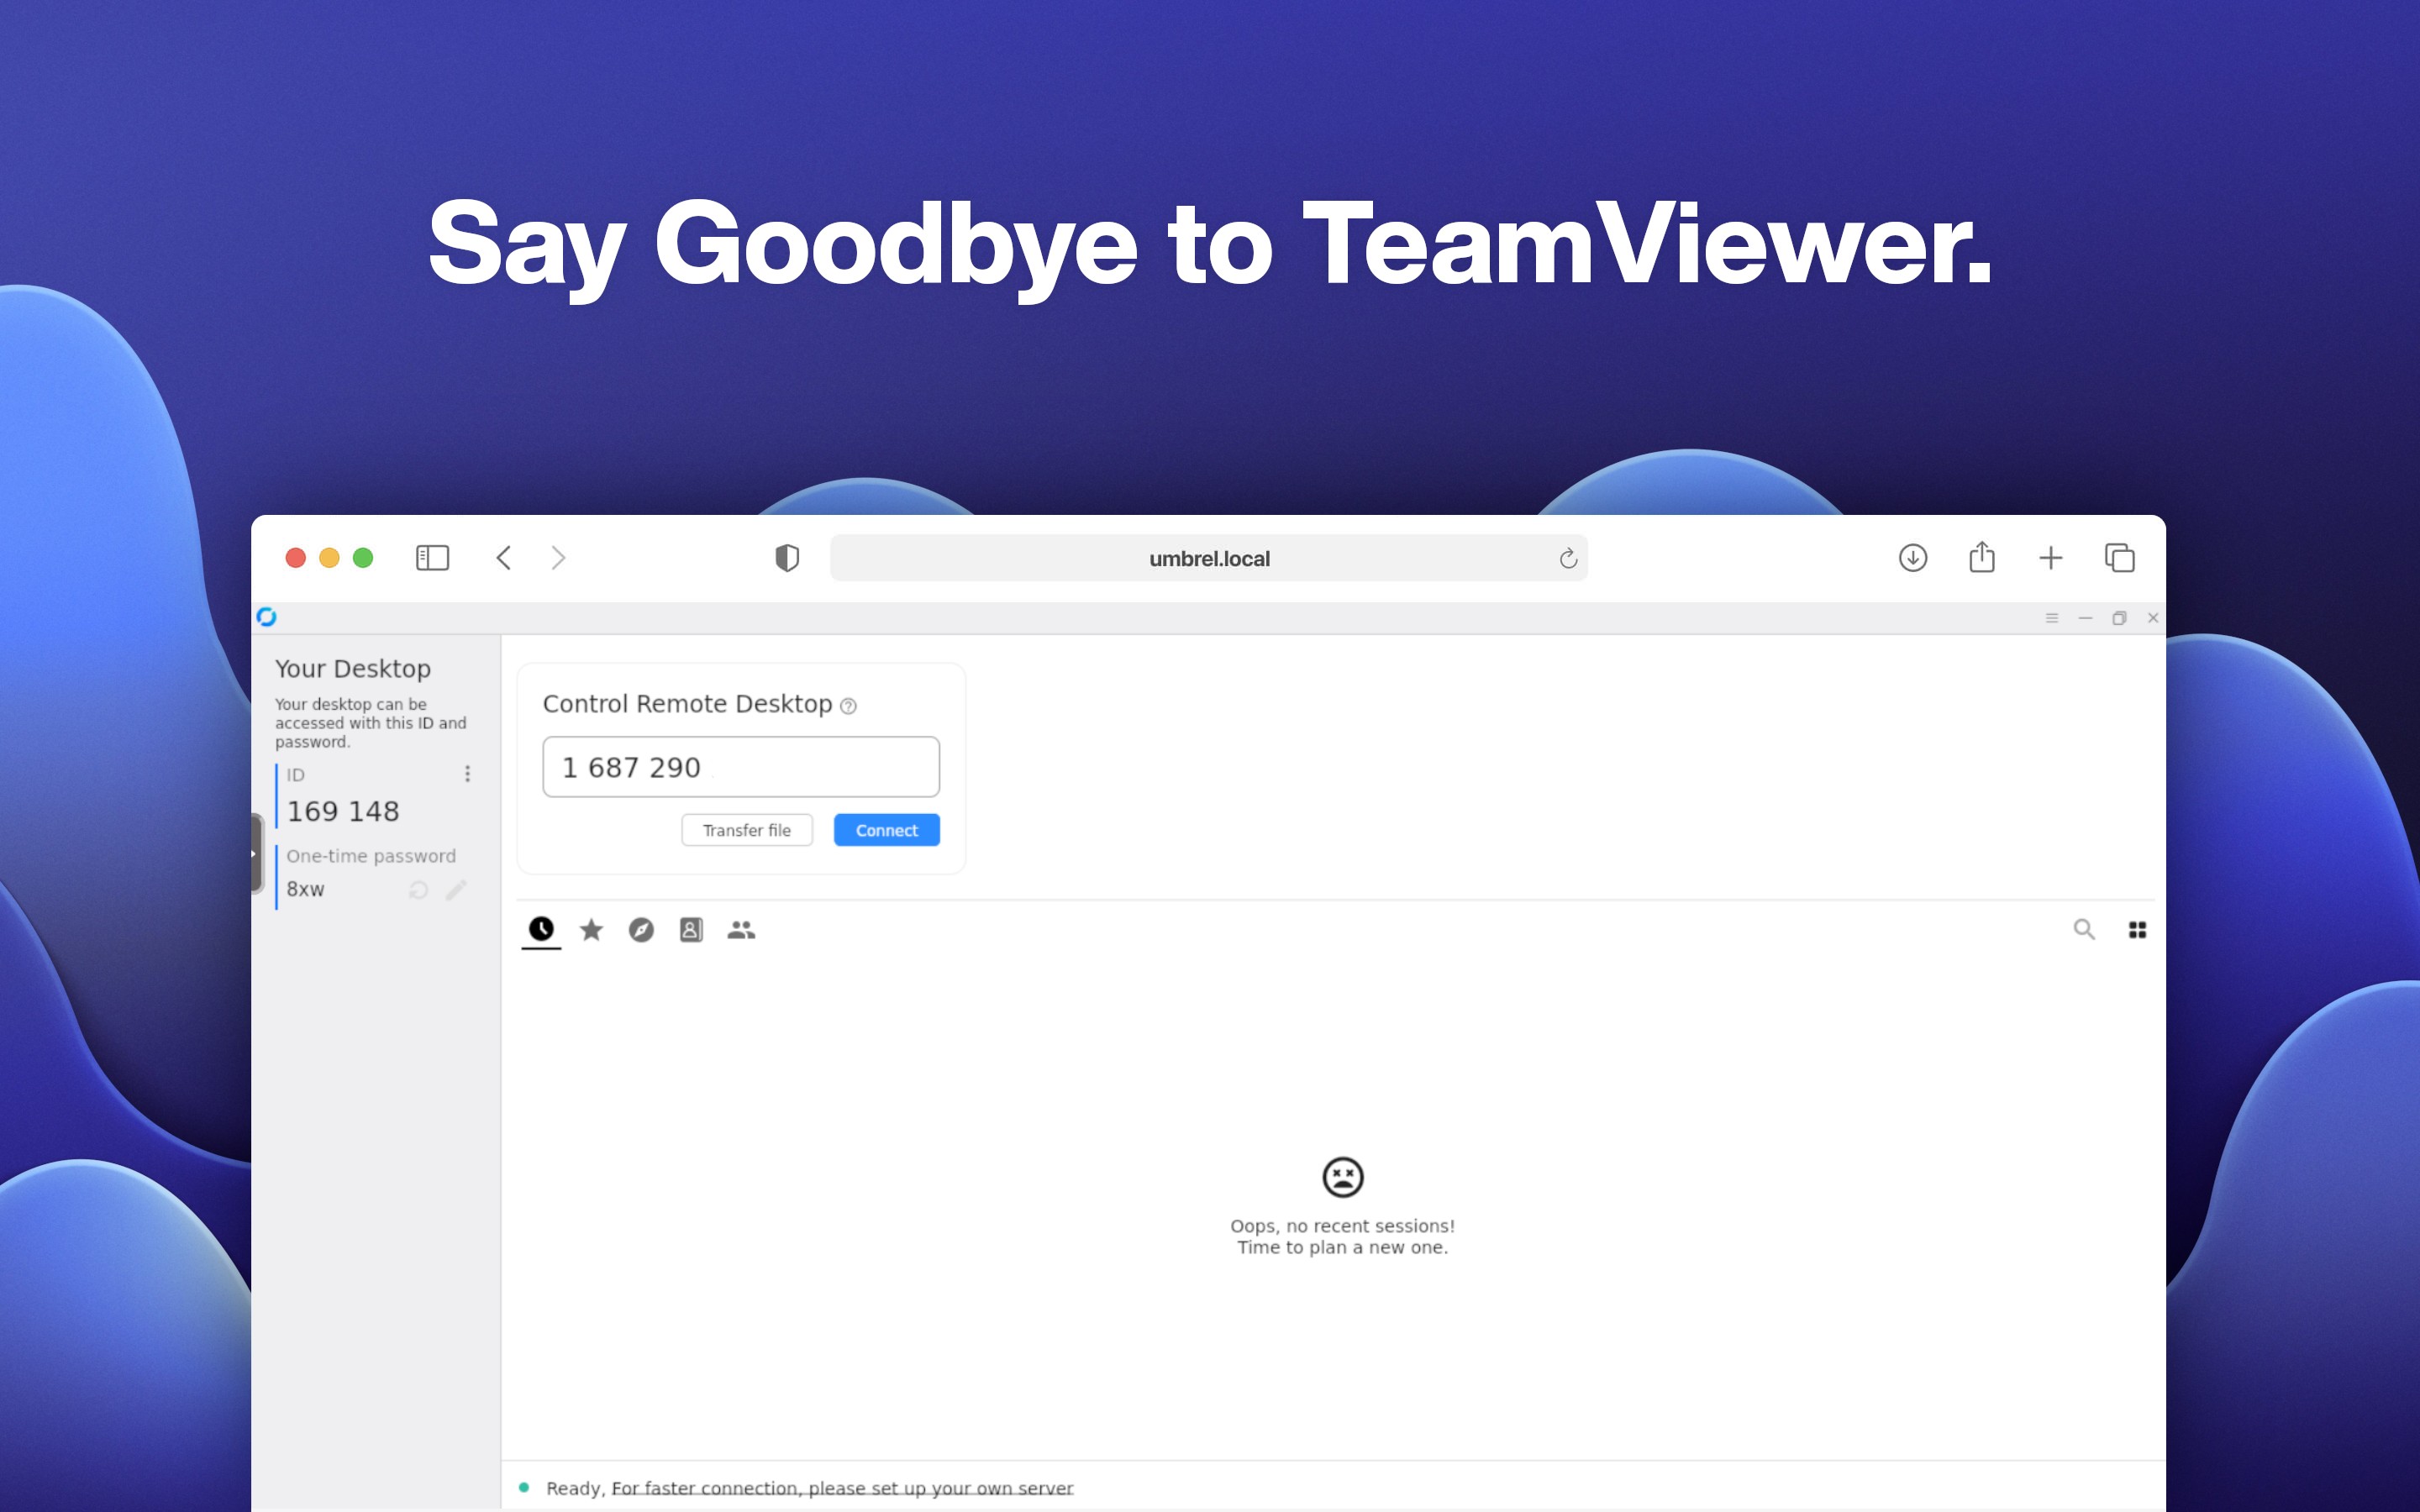 Say Goodbye to TeamViewer.
umbrel.local
Your Desktop
Your desktop can be
accessed with this ID and
password.
ID
169 148
One-time password
8xw
Control Remote Desktop
1 687 290
Transfer file
Connect
Oops, no recent sessions!
Time to plan a new one.
Ready, For faster connection, please set up your own server